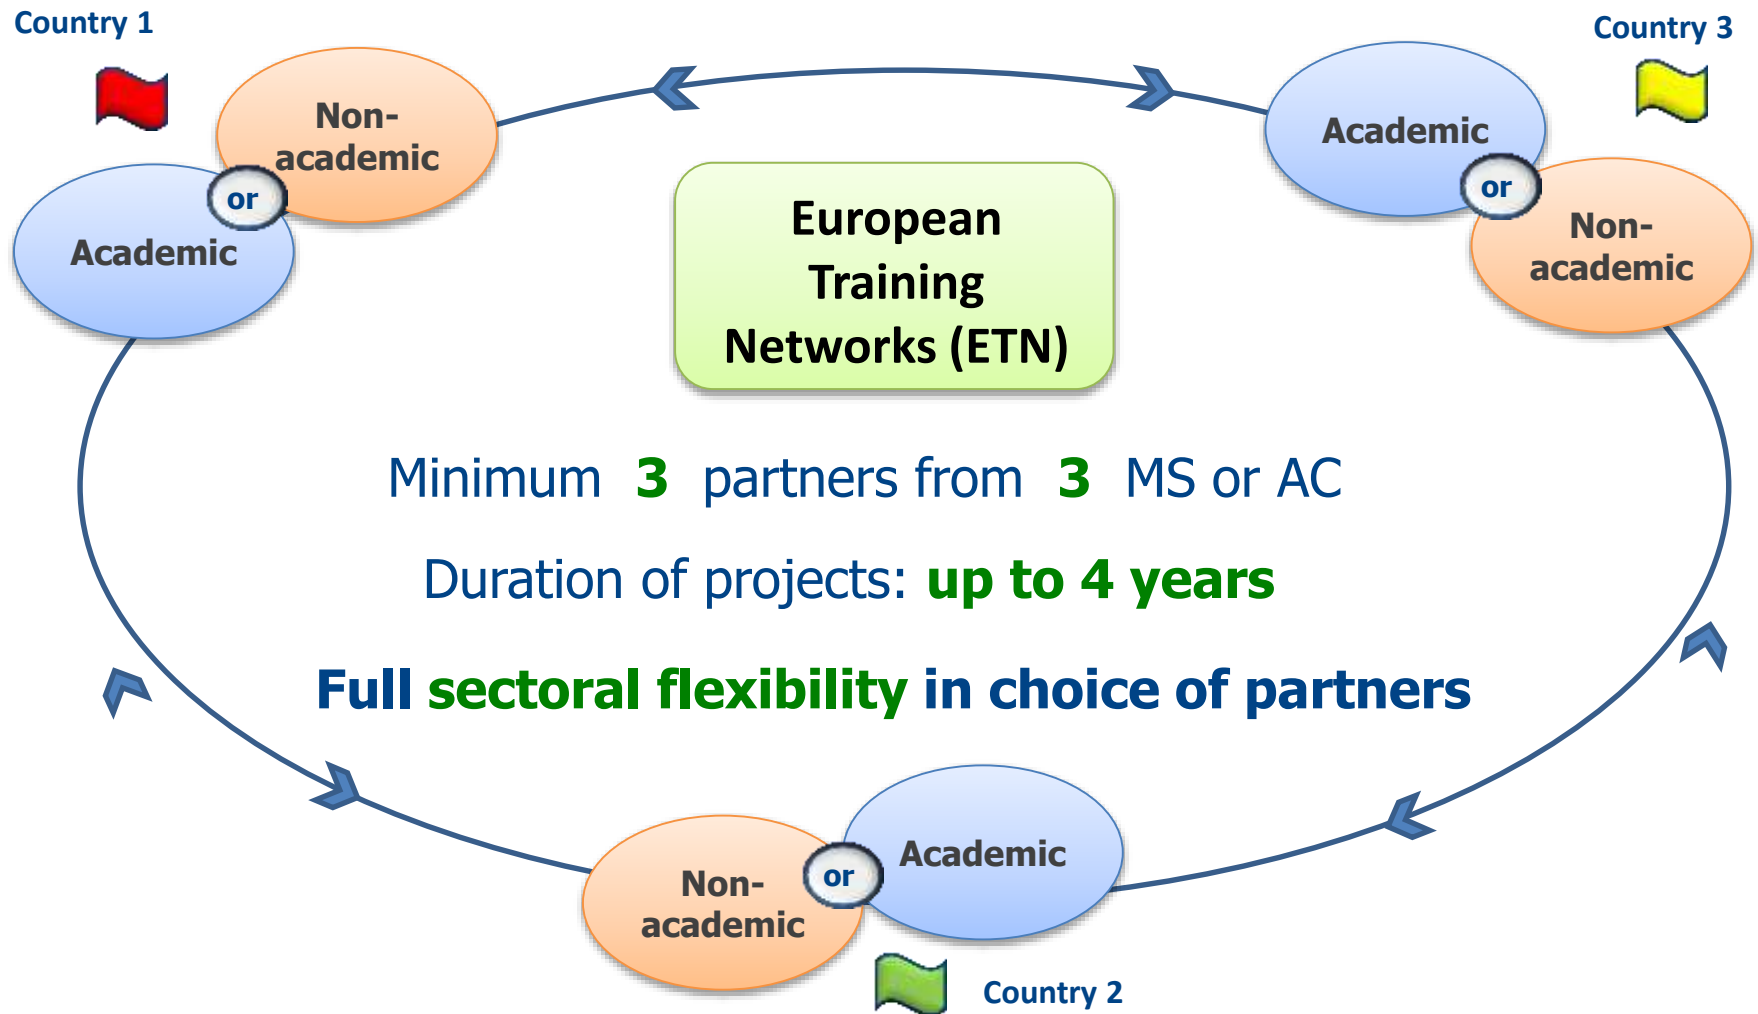 Country 1
Country 3
Non-
academic
or
Academic
Academic
or
Non-
academic
European
Training
Networks (ETN)
Minimum 3 partners from 3 MS or AC
Duration of projects: up to 4 years
Full sectoral flexibility in choice of partners
Non-
academic
or
Academic
Country 2